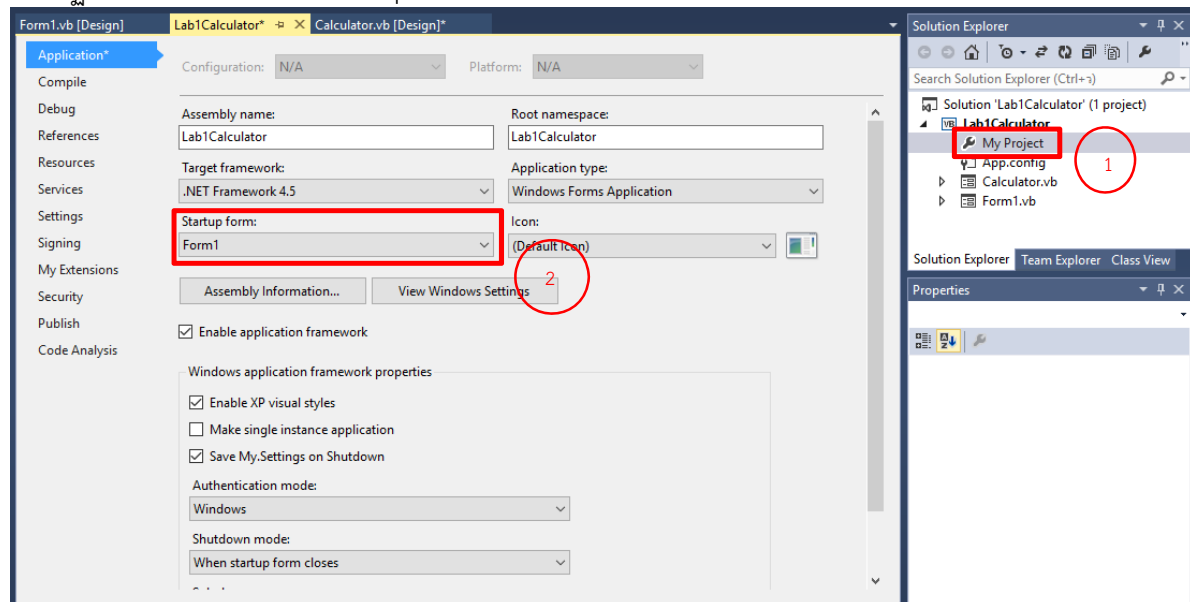 Form1.vb [Design]
Lab1Calculator*
Calculator.vb [Design]*
Application*
Compile
Debug
References
Resources
Services
Settings
Signing
My Extensions
Security
Publish
Code Analysis
Configuration: N/A
Platform: N/A
Assembly name:
Root namespace:
Lab1Calculator
Lab1Calculator
Target framework:
Application type:
.NET Framework 4.5
Windows Forms Application
Startup form:
Icon:
Form1
(Default Icon)
2
Assembly Information...
View Windows Settings
Enable application framework
Windows application framework properties
Enable XP visual styles
Make single instance application
Save My.Settings on Shutdown
Authentication mode:
Windows
Shutdown mode:
When startup form closes
Solution Explorer
Search Solution Explorer (Ctrl+ว)
Solution 'Lab1Calculator' (1 project)
VB Lab1Calculator
My Project
1
App.config
Calculator.vb
Form1.vb
Solution Explorer Team Explorer Class View
Properties